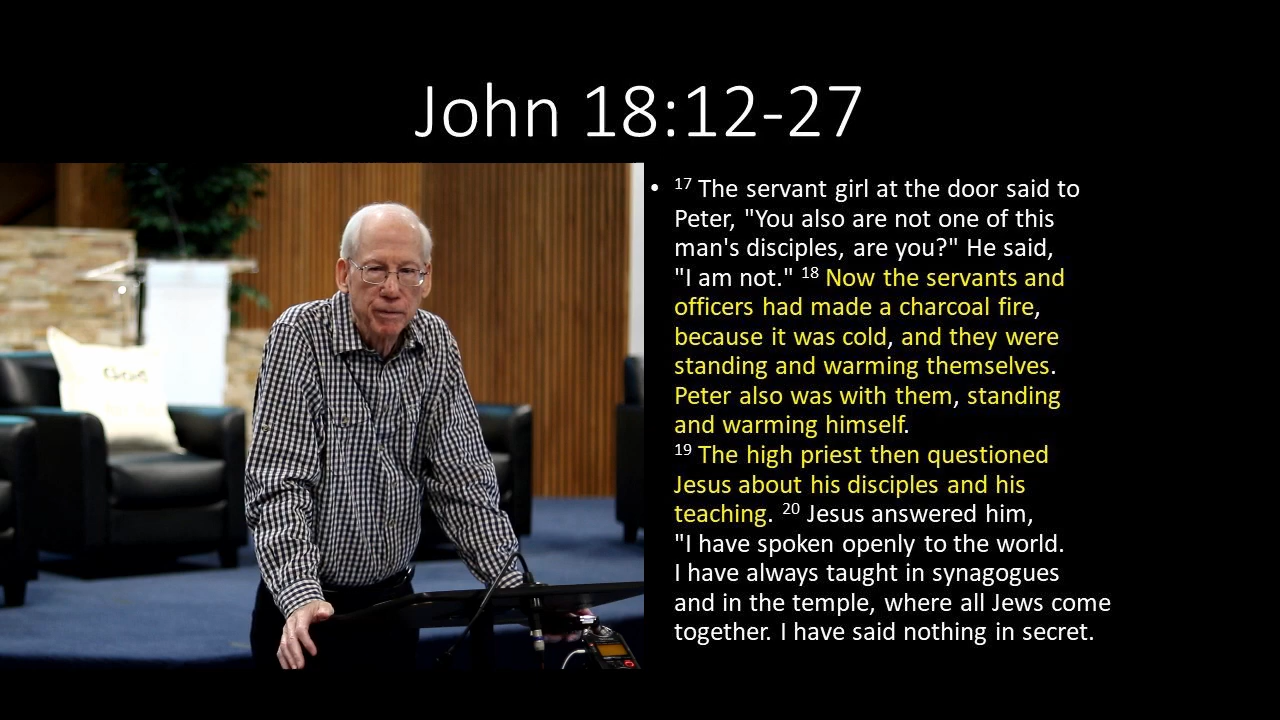 John 18:12-27
• 17 The servant girl at the door said to
Peter, "You also are not one of this
man's disciples, are you?" He said,
"I am not." 18 Now the servants and
officers had made a charcoal fire,
because it was cold, and they were
standing and warming themselves.
Peter also was with them, standing
and warming himself.
19 The high priest then questioned
Jesus about his disciples and his
teaching. 20 Jesus answered him,
"I have spoken openly to the world.
I have always taught in synagogues
and in the temple, where all Jews come
together. I have said nothing in secret.